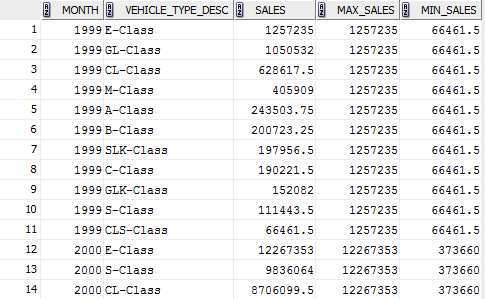 MONTH VEHICLE_TYPE_DESC SALES MAX_SALES MIN_SALES
1 1999 E-Class 1257235 1257235 66461.5
2 1999 GL-Class 1050532 1257235 66461.5
3 1999 CL-Class 628617.5 1257235 66461.5
4 1999 M-Class 405909 1257235 66461.5
5 1999 A-Class 243503.75 1257235 66461.5
6 1999 B-Class 200723.25 1257235 66461.5
7 1999 SLK-Class 197956.5 1257235 66461.5
8 1999 C-Class 190221.5 1257235 66461.5
9 1999 GLK-Class 152082 1257235 66461.5
10 1999 S-Class 111443.5 1257235 66461.5
11 1999 CLS-Class 66461.5 1257235 66461.5
12 2000 E-Class 12267353 12267353 373660
13 2000 S-Class 9836064 12267353 373660
14 2000 CL-Class 8706099.5 12267353 373660